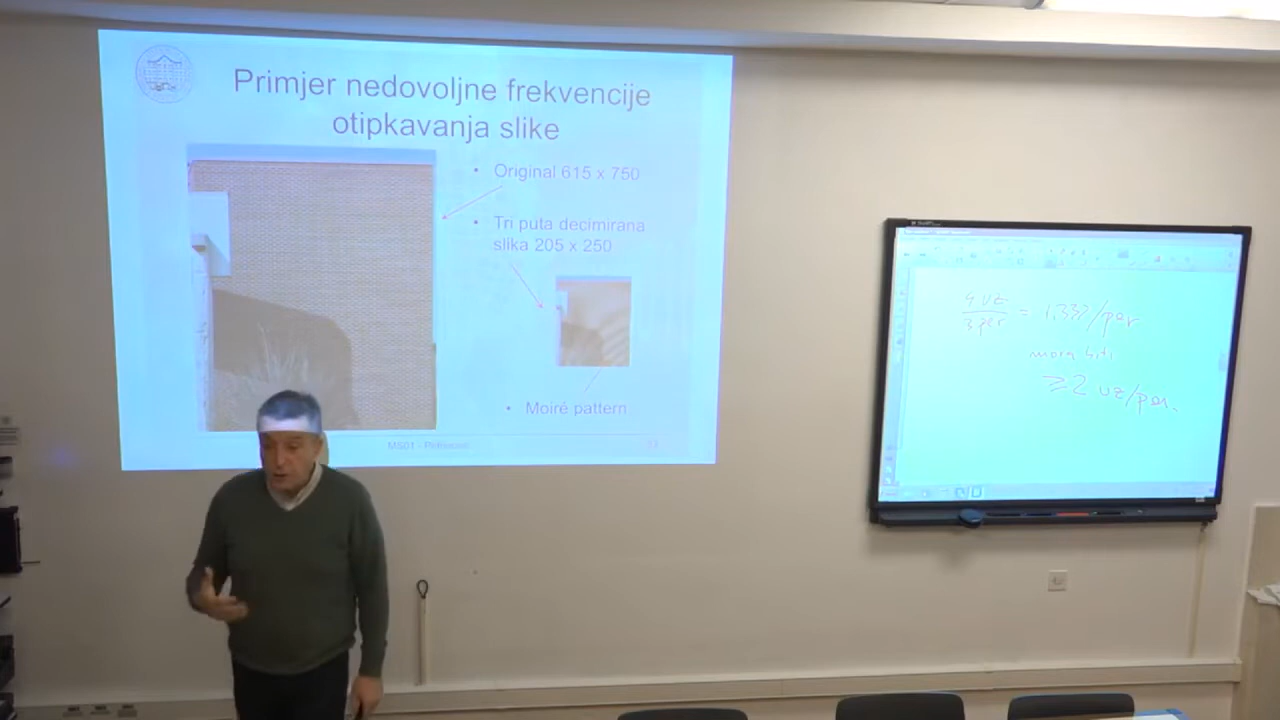 Primjer nedovoljne frekvencije
otipkavanja slike
• Original 615 x 750
• Tri puta decimirana
slika 205 x 250
• Moiré pattern
4 uz
3 per
= 1.333/per
mora biti
≥2 uz/per.